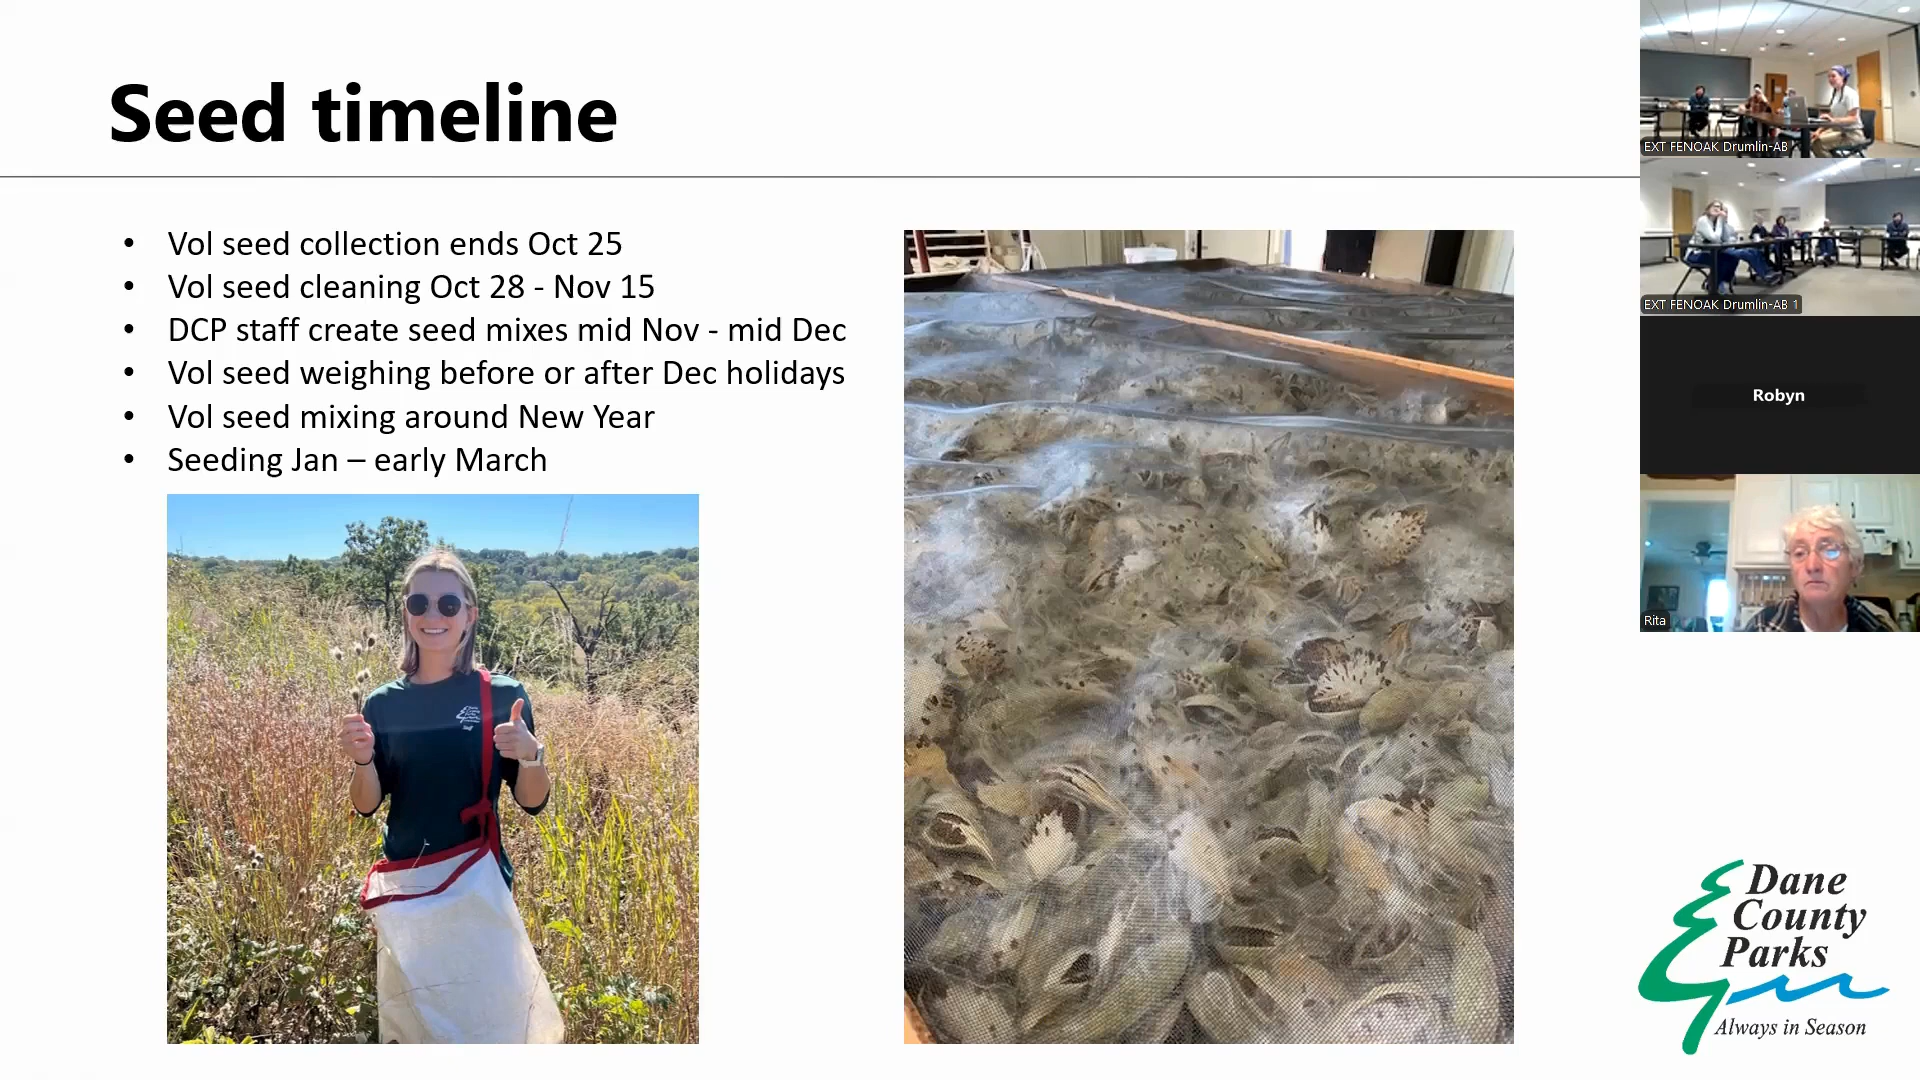 Seed timeline
• Vol seed collection ends Oct 25
• Vol seed cleaning Oct 28 - Nov 15
• DCP staff create seed mixes mid Nov - mid Dec
• Vol seed weighing before or after Dec holidays
• Vol seed mixing around New Year
• Seeding Jan – early March
EXT FENOAK Drumlin-AB
EXT FENOAK Drumlin-AB 1
Robyn
Rita
Dane
County
Parks
Always in Season